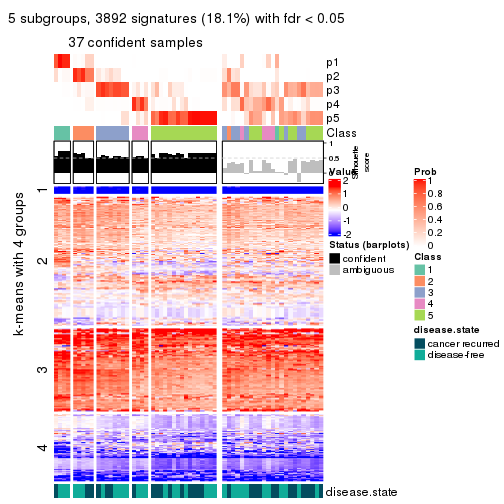 5 subgroups, 3892 signatures (18.1%) with fdr < 0.05
37 confident samples
p1
p2
p3
p4
p5
Class
1
0.5
0
Silhouette score
k-means with 4 groups
1
2
3
4
disease.state
Value
2
1
0
-1
-2
Status (barplots)
confident
ambiguous
Prob
1
0.8
0.6
0.4
0.2
0
Class
1
2
3
4
5
disease.state
cancer recurred
disease-free